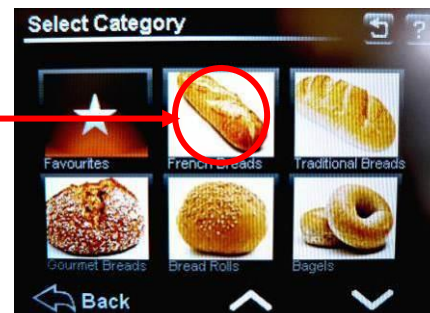 Select Category
?
Favourites
French Breads
Traditional Breads
Gourmet Breads
Bread Rolls
Bagels
Back